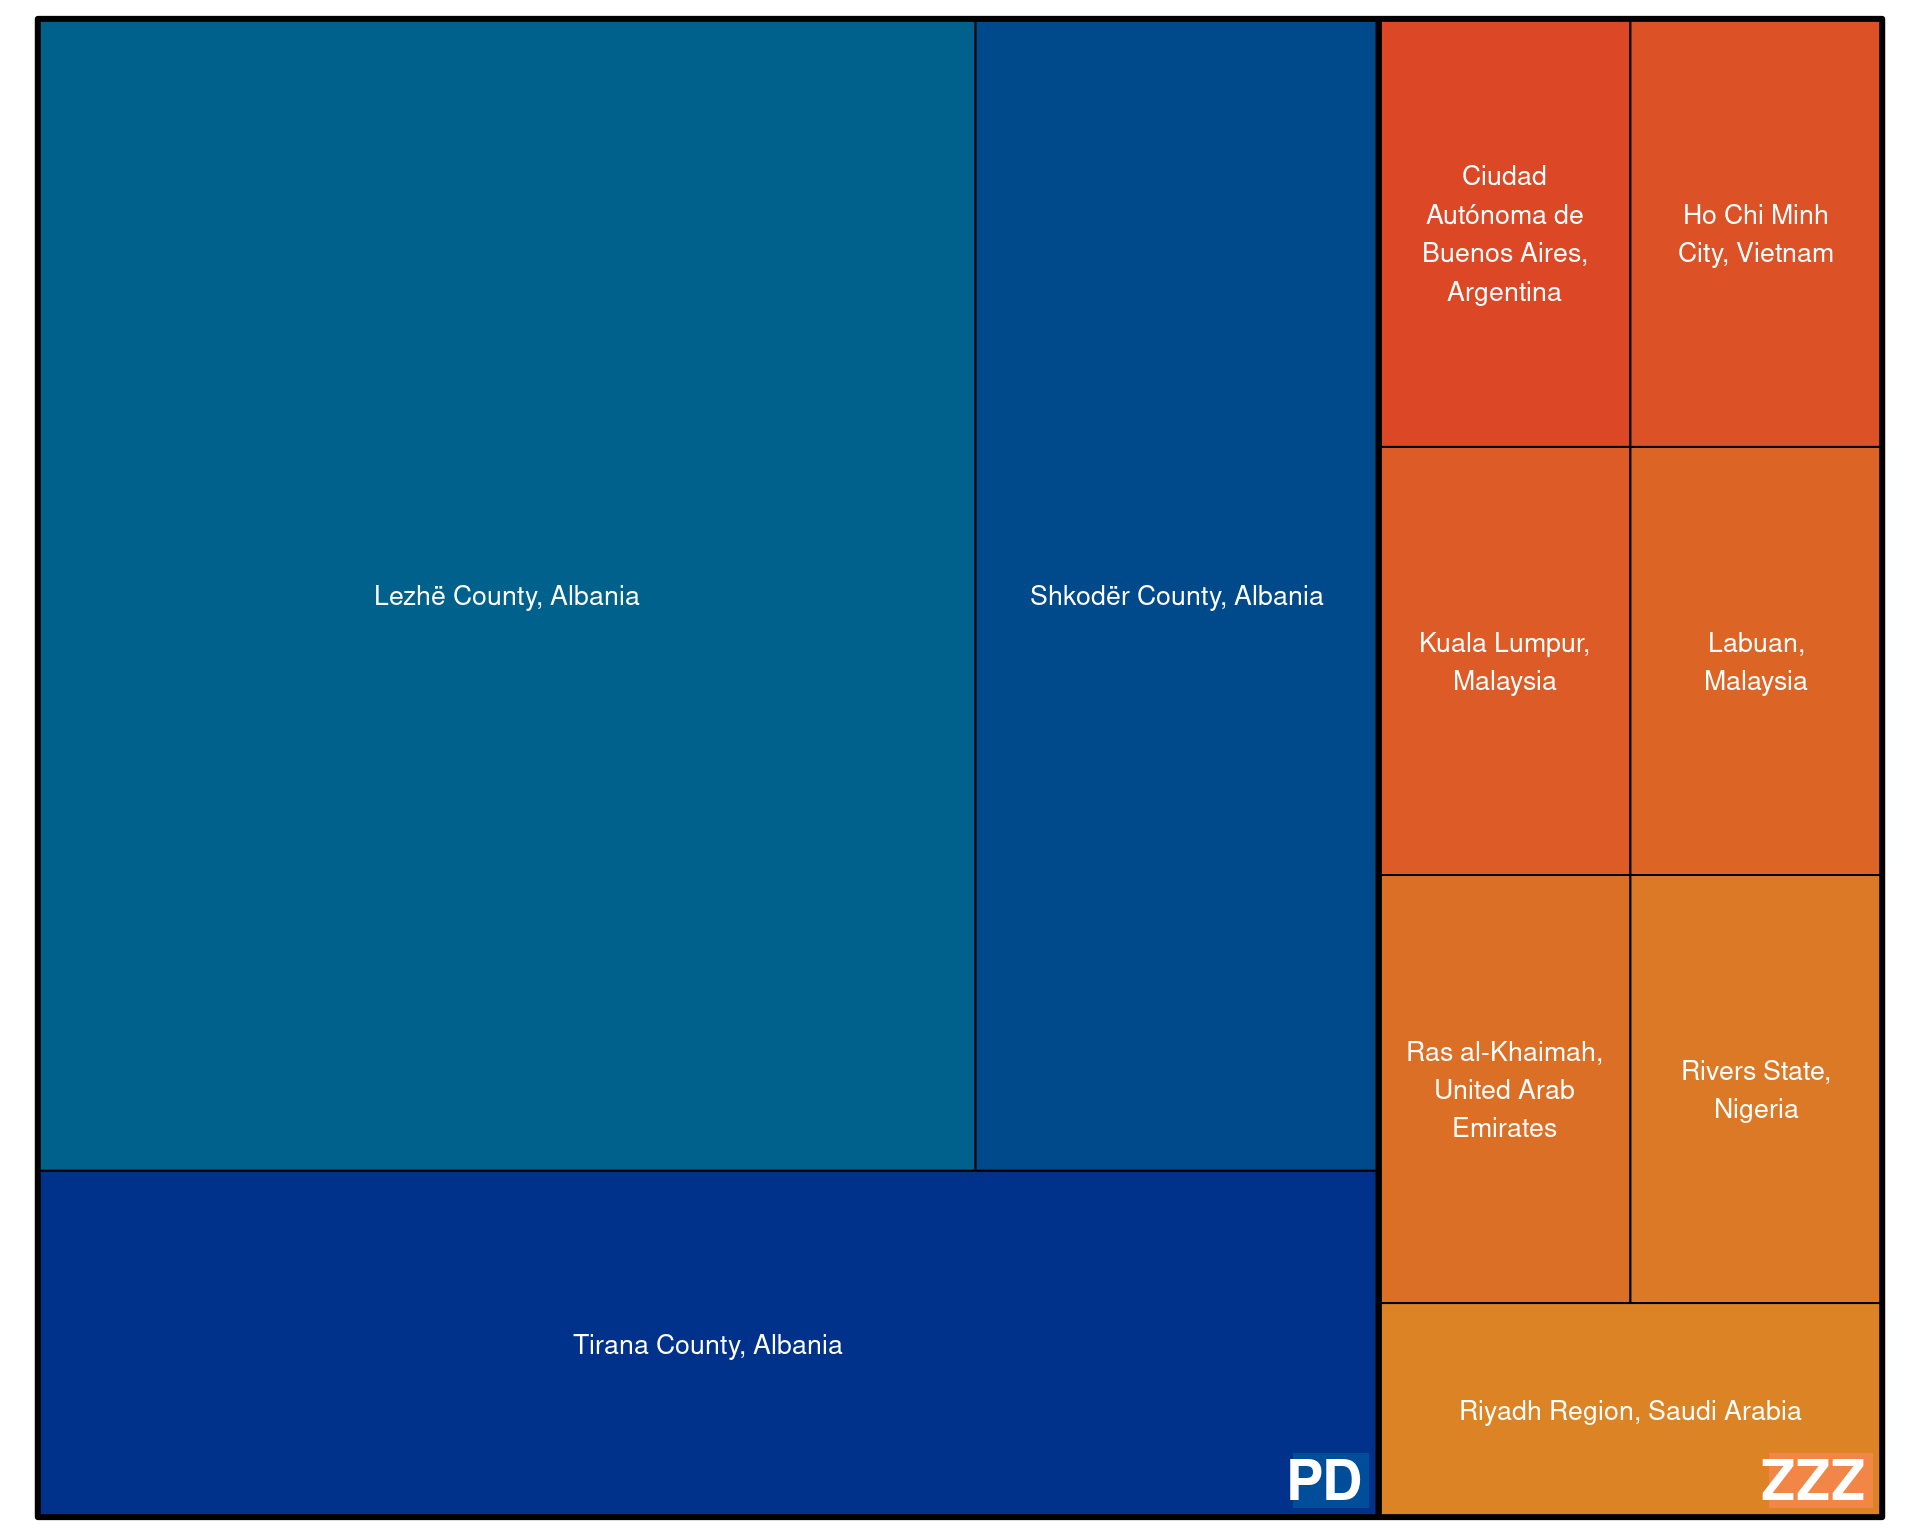 Lezhë County, Albania
Shkodër County, Albania
Tirana County, Albania
PD
Ciudad
Autónoma de
Buenos Aires,
Argentina
Ho Chi Minh
City, Vietnam
Kuala Lumpur,
Malaysia
Labuan,
Malaysia
Ras al-Khaimah,
United Arab
Emirates
Rivers State,
Nigeria
Riyadh Region, Saudi Arabia
ZZZ